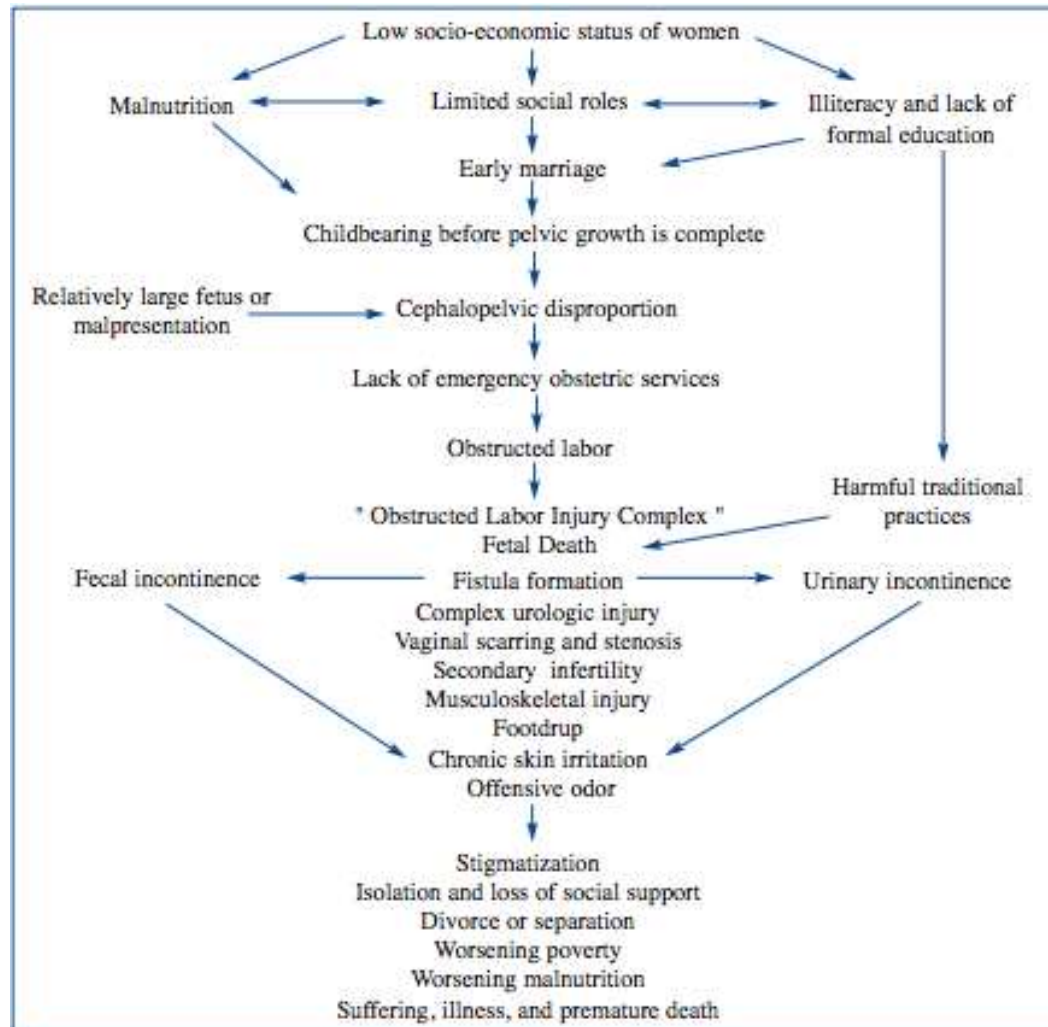 Low socio-economic status of women
Malnutrition
Limited social roles
Illiteracy and lack of
formal education
Early marriage
Childbearing before pelvic growth is complete
Relatively large fetus or
malpresentation
Cephalopelvic disproportion
Lack of emergency obstetric services
Obstructed labor
Harmful traditional
practices
" Obstructed Labor Injury Complex "
Fetal Death
Fecal incontinence
Fistula formation
Urinary incontinence
Complex urologic injury
Vaginal scarring and stenosis
Secondary infertility
Musculoskeletal injury
Footdrup
Chronic skin irritation
Offensive odor
Stigmatization
Isolation and loss of social support
Divorce or separation
Worsening poverty
Worsening malnutrition
Suffering, illness, and premature death